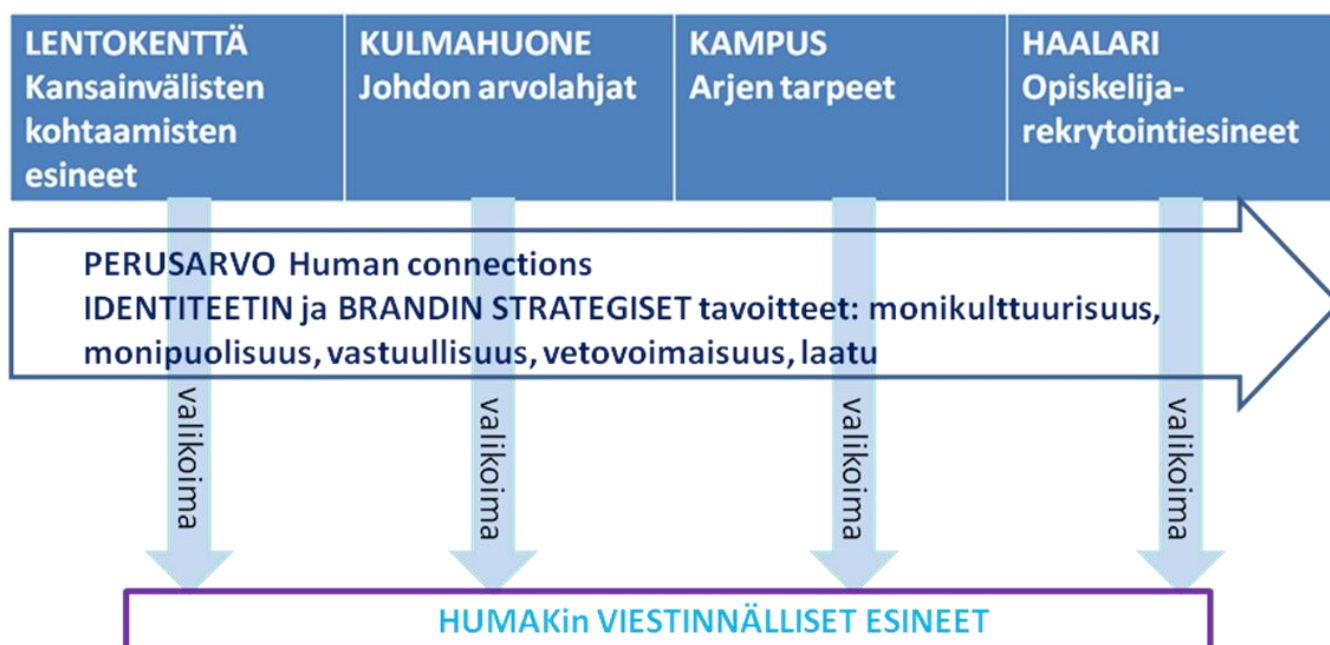 LENTOKENTTÄ
Kansainvälisten
kohtaamisten
esineet
KULMAHUONE
Johdon arvolahjat
KAMPUS
Arjen tarpeet
HAALARI
Opiskelija-
rekrytointiesineet
PERUSARVO Human connections
IDENTITEETIN ja BRANDIN STRATEGISET tavoitteet: monikulttuurisuus,
monipuolisuus, vastuullisuus, vetovoimaisuus, laatu
valikoima
valikoima
valikoima
valikoima
HUMAKin VIESTINNÄLLISET ESINEET